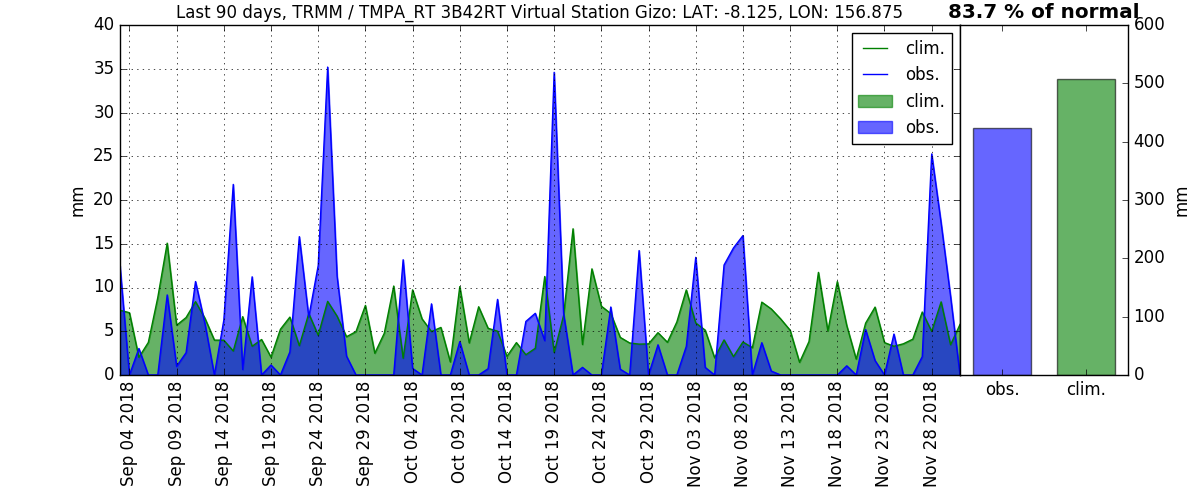 Last 90 days, TRMM / TMPA_RT 3B42RT Virtual Station Gizo: LAT: -8.125, LON: 156.875
83.7 % of normal
40
35
30
25
20
15
10
5
0
mm
clim.
obs.
clim.
obs.
Sep 04 2018
Sep 09 2018
Sep 14 2018
Sep 19 2018
Sep 24 2018
Sep 29 2018
Oct 04 2018
Oct 09 2018
Oct 14 2018
Oct 19 2018
Oct 24 2018
Oct 29 2018
Nov 03 2018
Nov 08 2018
Nov 13 2018
Nov 18 2018
Nov 23 2018
Nov 28 2018
600
500
400
300
200
100
0
mm
obs.
clim.